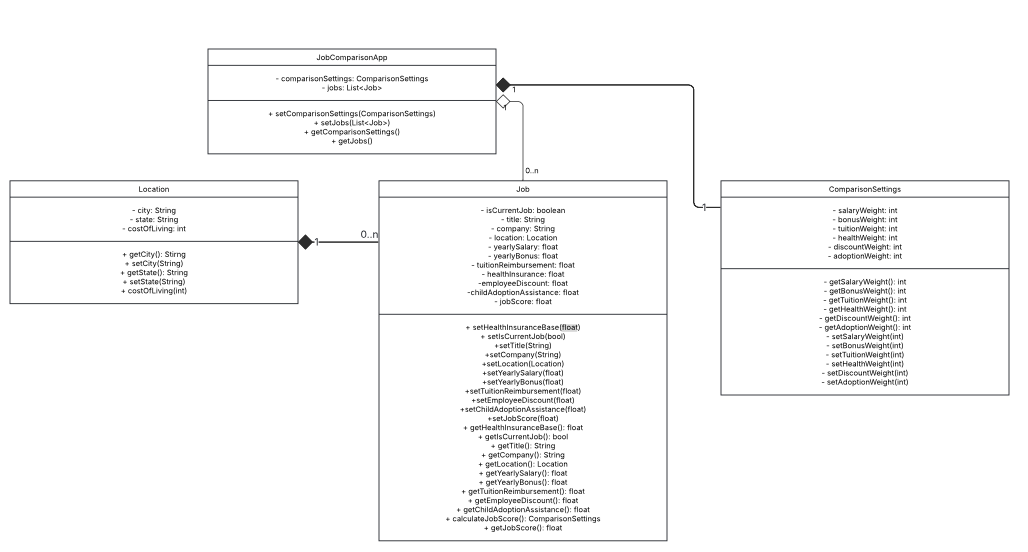 JobComparisonApp
- comparisonSettings: ComparisonSettings
- jobs: List<Job>
+ setComparisonSettings(ComparisonSettings)
+ setJobs(List<Job>)
+ getComparisonSettings()
+ getJobs()
1
1
0..n
Location
- city: String
- state: String
- costOfLiving: int
+ getCity(): Stirng
+ setCity(String)
+ getState(): String
+ setState(String)
+ costOfLiving(int)
1
0..n
Job
- isCurrentJob: boolean
- title: String
- company: String
- location: Location
- yearlySalary: float
- yearlyBonus: float
- tuitionReimbursement: float
- healthInsurance: float
-employeeDiscount: float
-childAdoptionAssistance: float
- jobScore: float
+ setHealthInsuranceBase(float)
+ setIsCurrentJob(bool)
+setTitle(String)
+setCompany(String)
+setLocation(Location)
+setYearlySalary(float)
+setYearlyBonus(float)
+setTuitionReimbursement(float)
+setEmployeeDiscount(float)
+setChildAdoptionAssistance(float)
+setJobScore(float)
+ getHealthInsuranceBase(): float
+ getIsCurrentJob(): bool
+ getTitle(): String
+ getCompany(): String
+ getLocation(): Location
+ getYearlySalary(): float
+ getYearlyBonus(): float
+ getTuitionReimbursement(): float
+ getEmployeeDiscount(): float
+ getChildAdoptionAssistance(): float
+ calculateJobScore(): ComparisonSettings
+ getJobScore(): float
1
ComparisonSettings
- salaryWeight: int
- bonusWeight: int
- tuitionWeight: int
- healthWeight: int
- discountWeight: int
- adoptionWeight: int
- getSalaryWeight(): int
- getBonusWeight(): int
- getTuitionWeight(): int
- getHealthWeight(): int
- getDiscountWeight(): int
- getAdoptionWeight(): int
- setSalaryWeight(int)
- setBonusWeight(int)
- setTuitionWeight(int)
- setHealthWeight(int)
- setDiscountWeight(int)
- setAdoptionWeight(int)